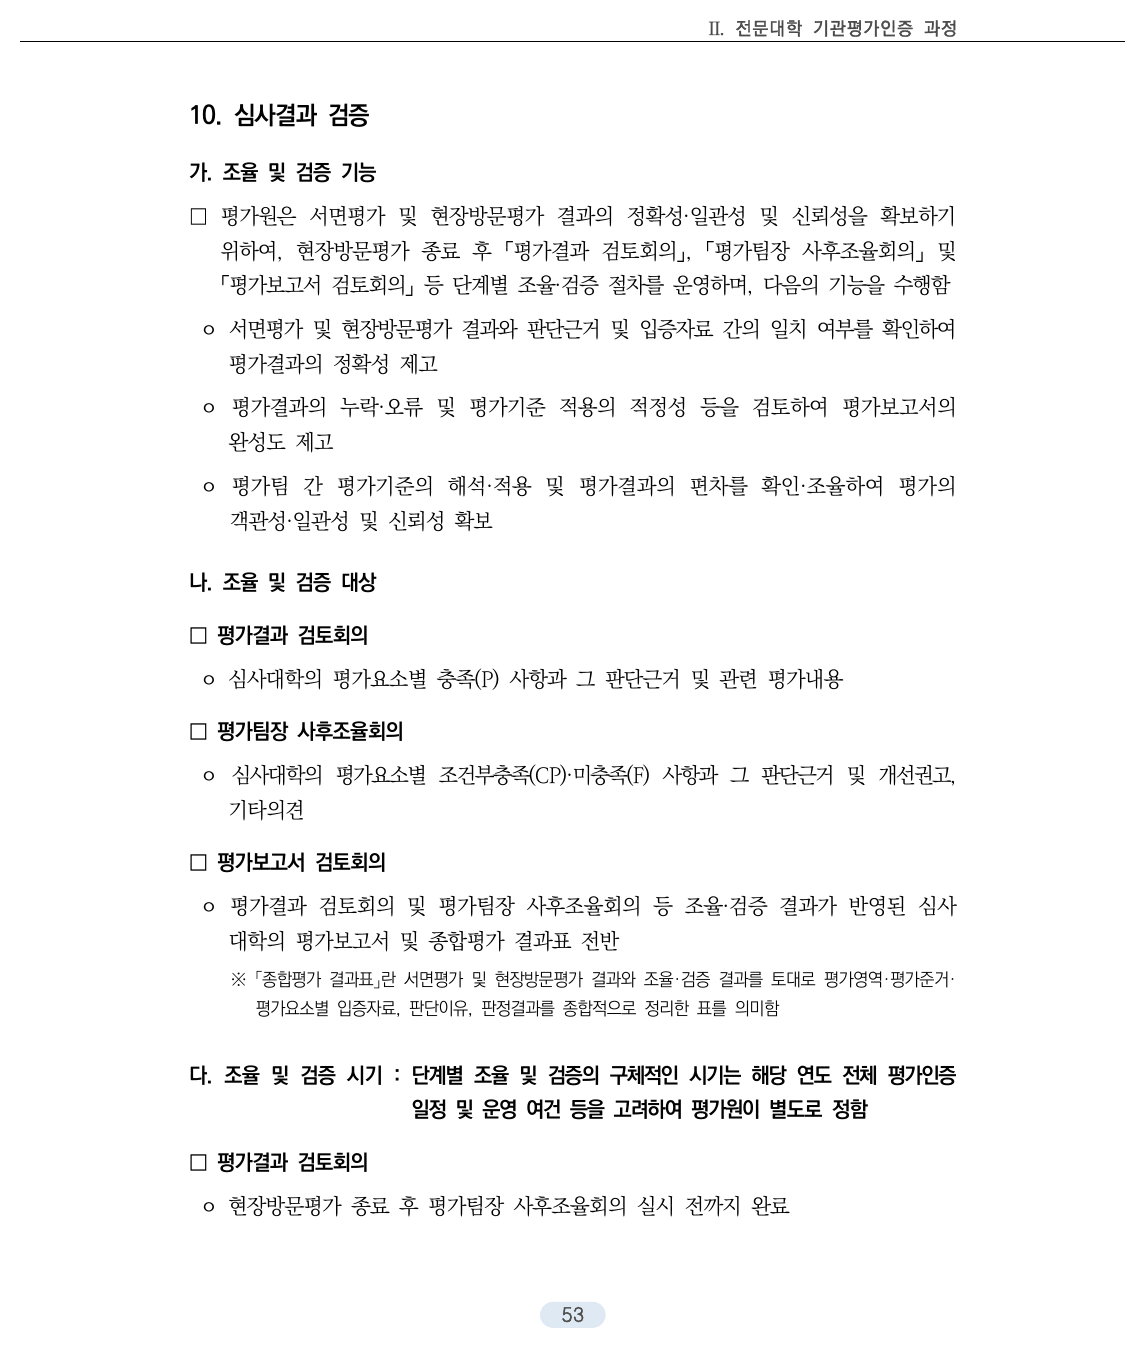 Ⅱ. 전문대학 기관평가인증 과정
10. 심사결과 검증
가. 조율 및 검증 기능
□ 평가원은 서면평가 및 현장방문평가 결과의 정확성·일관성 및 신뢰성을 확보하기
위하여, 현장방문평가 종료 후 「평가결과 검토회의」, 「평가팀장 사후조율회의」 및
「평가보고서 검토회의」 등 단계별 조율·검증 절차를 운영하며, 다음의 기능을 수행함
ㅇ 서면평가 및 현장방문평가 결과와 판단근거 및 입증자료 간의 일치 여부를 확인하여
평가결과의 정확성 제고
ㅇ 평가결과의 누락·오류 및 평가기준 적용의 적정성 등을 검토하여 평가보고서의
완성도 제고
ㅇ 평가팀 간 평가기준의 해석·적용 및 평가결과의 편차를 확인·조율하여 평가의
객관성·일관성 및 신뢰성 확보
나. 조율 및 검증 대상
□ 평가결과 검토회의
ㅇ 심사대학의 평가요소별 충족(P) 사항과 그 판단근거 및 관련 평가내용
□ 평가팀장 사후조율회의
ㅇ 심사대학의 평가요소별 조건부충족(CP)·미충족(F) 사항과 그 판단근거 및 개선권고,
기타의견
□ 평가보고서 검토회의
ㅇ 평가결과 검토회의 및 평가팀장 사후조율회의 등 조율·검증 결과가 반영된 심사
대학의 평가보고서 및 종합평가 결과표 전반
※ 「종합평가 결과표」란 서면평가 및 현장방문평가 결과와 조율·검증 결과를 토대로 평가영역·평가준거·
평가요소별 입증자료, 판단이유, 판정결과를 종합적으로 정리한 표를 의미함
다. 조율 및 검증 시기 : 단계별 조율 및 검증의 구체적인 시기는 해당 연도 전체 평가인증
일정 및 운영 여건 등을 고려하여 평가원이 별도로 정함
□ 평가결과 검토회의
ㅇ 현장방문평가 종료 후 평가팀장 사후조율회의 실시 전까지 완료
53